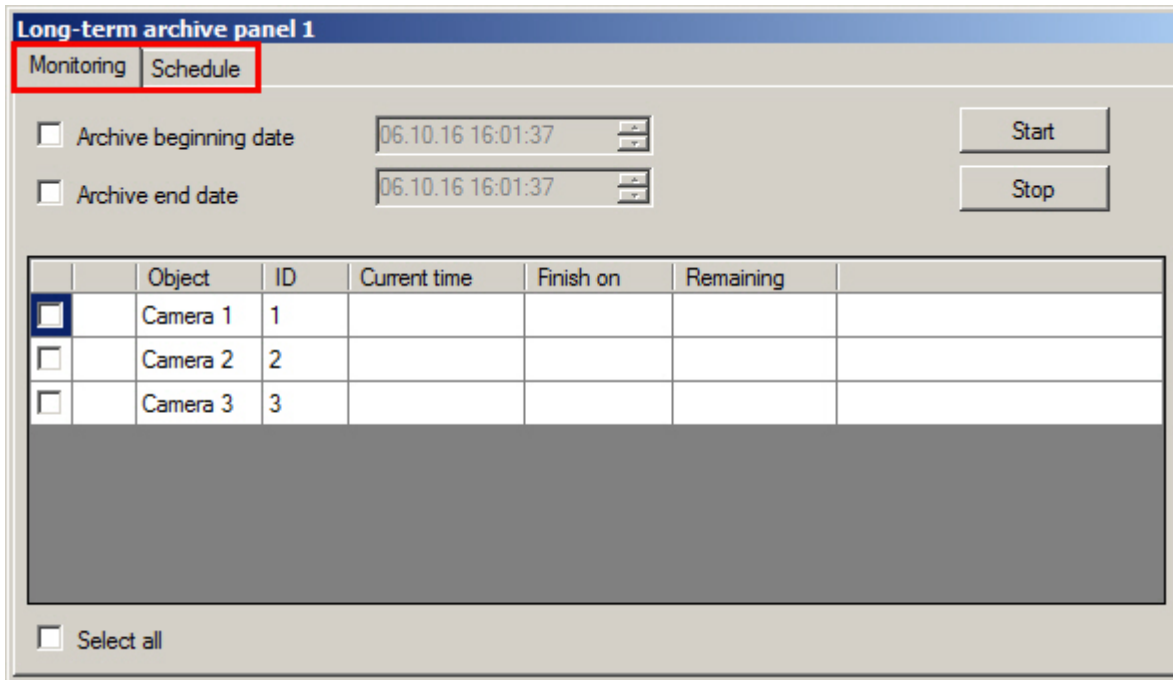 Long-term archive panel 1
Monitoring Schedule
Archive beginning date 06.10.16 16:01:37 Start
Archive end date 06.10.16 16:01:37 Stop
Object ID Current time Finish on Remaining
Camera 1 1
Camera 2 2
Camera 3 3
Select all